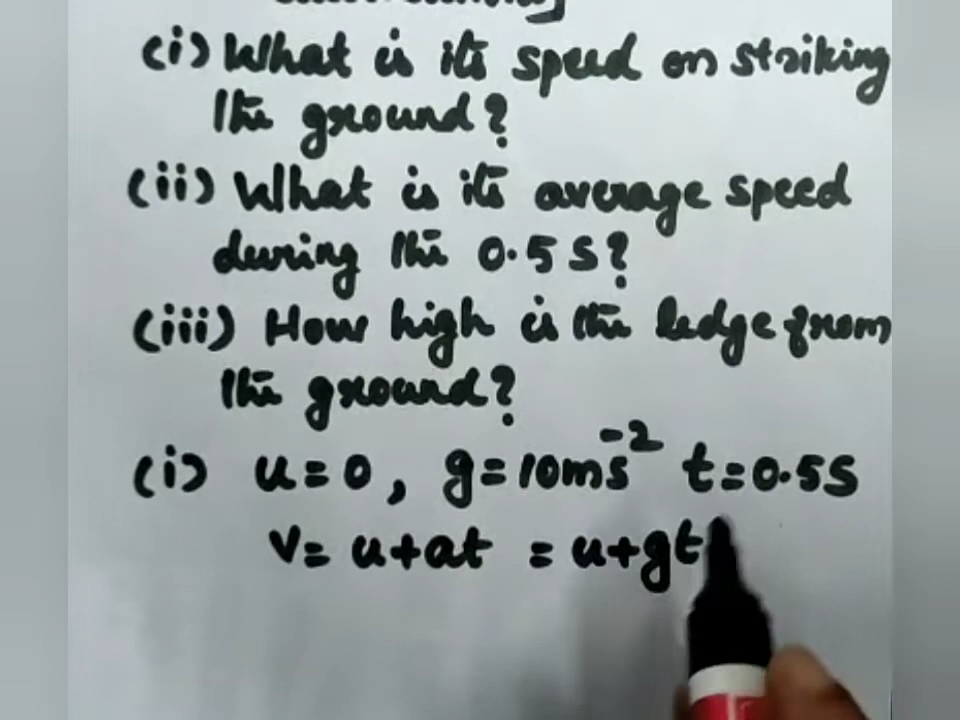 (i) What is its speed on striking
the ground?
(ii) What is its average speed
during the 0.5 s?
(iii) How high is the ledge from
the ground?
(i) u = 0, g = 10ms⁻² t = 0.5s
v = u+at = u+gt